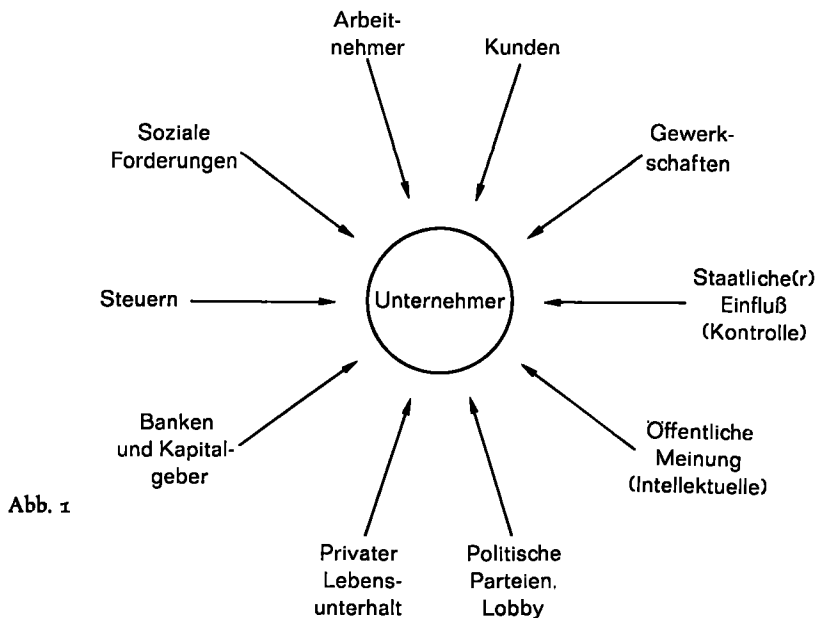 Arbeit-
nehmer
Kunden
Soziale
Forderungen
Gewerk-
schaften
Steuern
Unternehmer
Staatliche(r)
Einfluß
(Kontrolle)
Banken
und Kapital-
geber
Öffentliche
Meinung
(Intellektuelle)
Abb. 1
Privater
Lebens-
unterhalt
Politische
Parteien,
Lobby